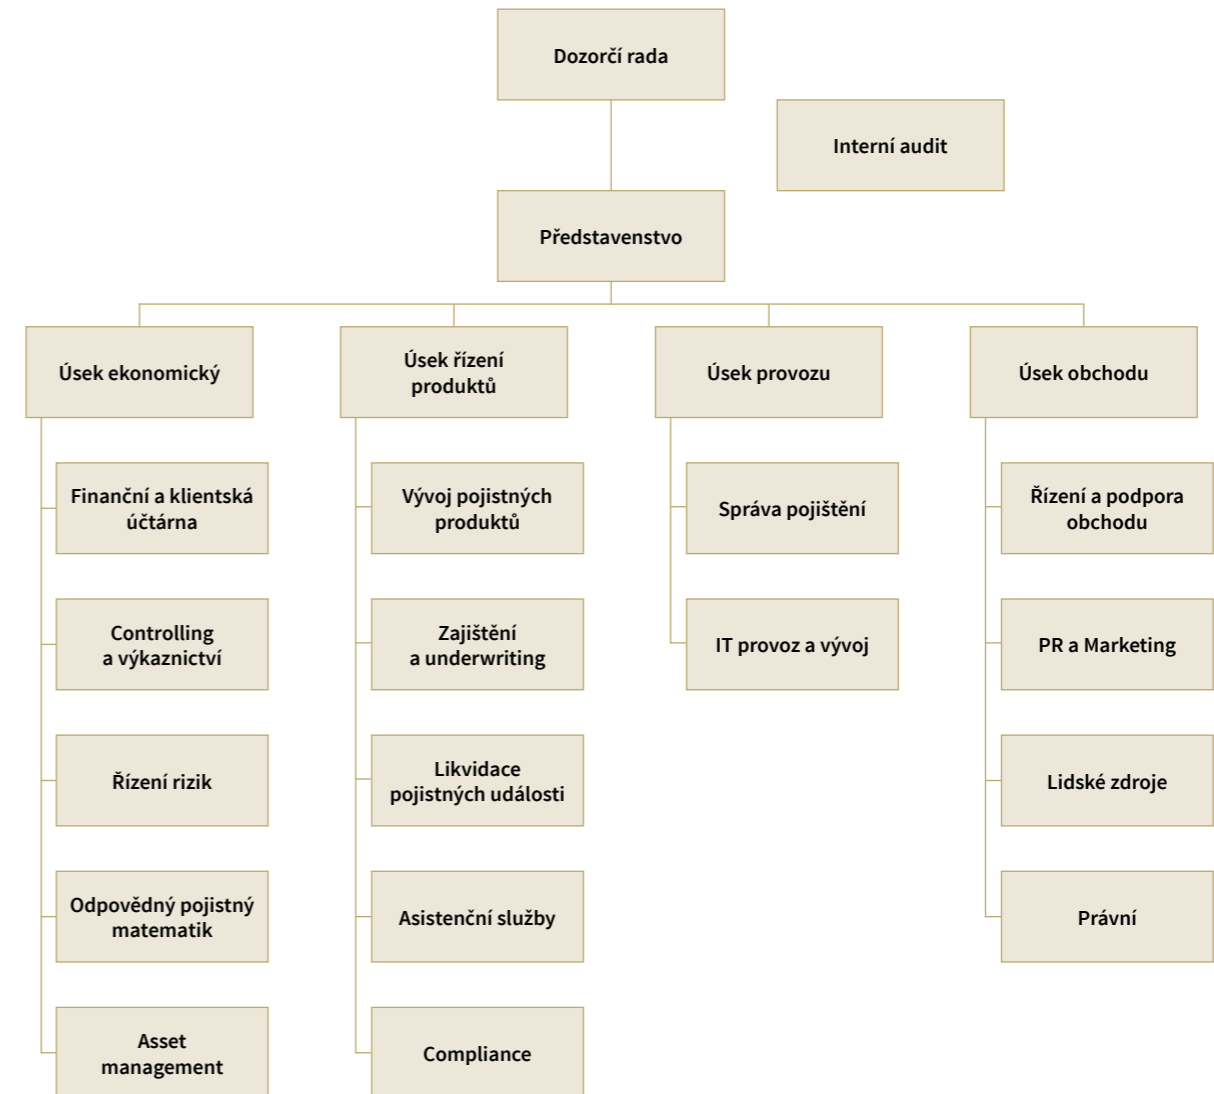 Dozorčí rada
Interní audit
Představenstvo
Úsek ekonomický
Úsek řízení
produktů
Úsek provozu
Úsek obchodu
Finanční a klientská
účtárna
Vývoj pojistných
produktů
Správa pojištění
Řízení a podpora
obchodu
Controlling
a výkaznictví
Zajištění
a underwriting
IT provoz a vývoj
PR a Marketing
Řízení rizik
Likvidace
pojistných události
Lidské zdroje
Odpovědný pojistný
matematik
Asistenční služby
Právní
Asset
management
Compliance